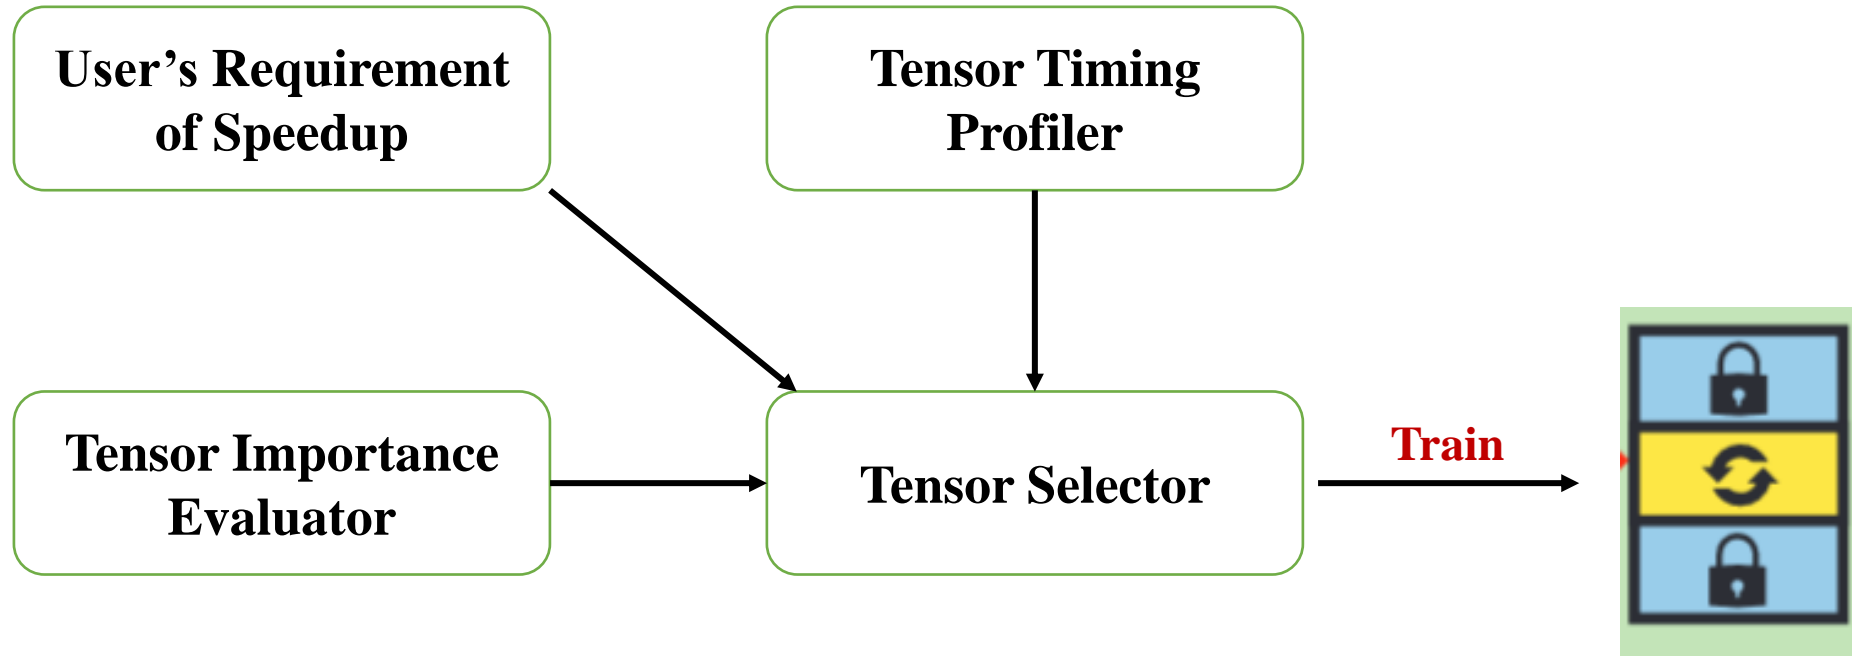 User’s Requirement
of Speedup
Tensor Timing
Profiler
Tensor Importance
Evaluator
Tensor Selector
Train